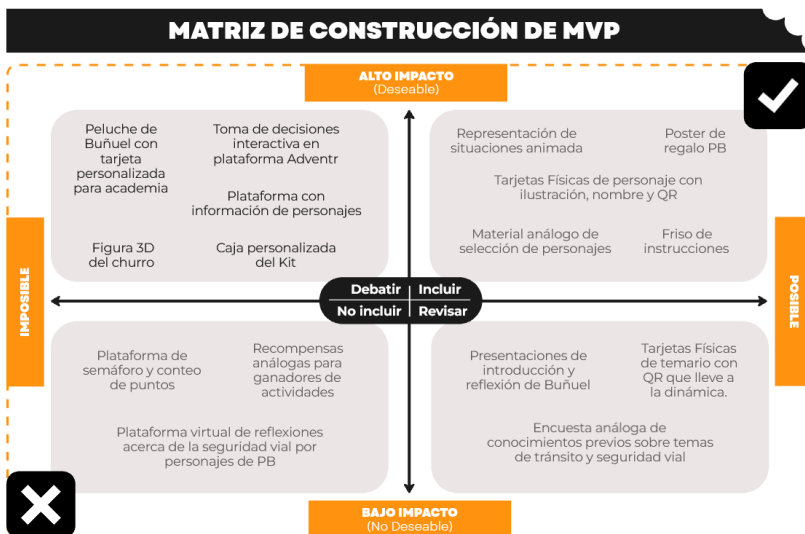 MATRIZ DE CONSTRUCCIÓN DE MVP
ALTO IMPACTO
(Deseable)
Peluche de
Buñuel con
tarjeta
personalizada
para academia
Toma de decisiones
interactiva en
plataforma Adventr
Plataforma con
información de personajes
Figura 3D
del churro
Caja personalizada
del Kit
Representación de
situaciones animada
Poster de
regalo PB
Tarjetas Físicas de personaje con
ilustración, nombre y QR
Material análogo de
selección de personajes
Friso de
instrucciones
IMPOSIBLE
Debatir
Incluir
No incluir
Revisar
POSIBLE
Plataforma de
semáforo y conteo
de puntos
Recompensas
análogas para
ganadores de
actividades
Plataforma virtual de reflexiones
acerca de la seguridad vial por
personajes de PB
Presentaciones de
introducción y
reflexión de Buñuel
Tarjetas Físicas
de temario con
QR que lleve a
la dinámica.
Encuesta análoga de
conocimientos previos sobre temas
de tránsito y seguridad vial
BAJO IMPACTO
(No Deseable)